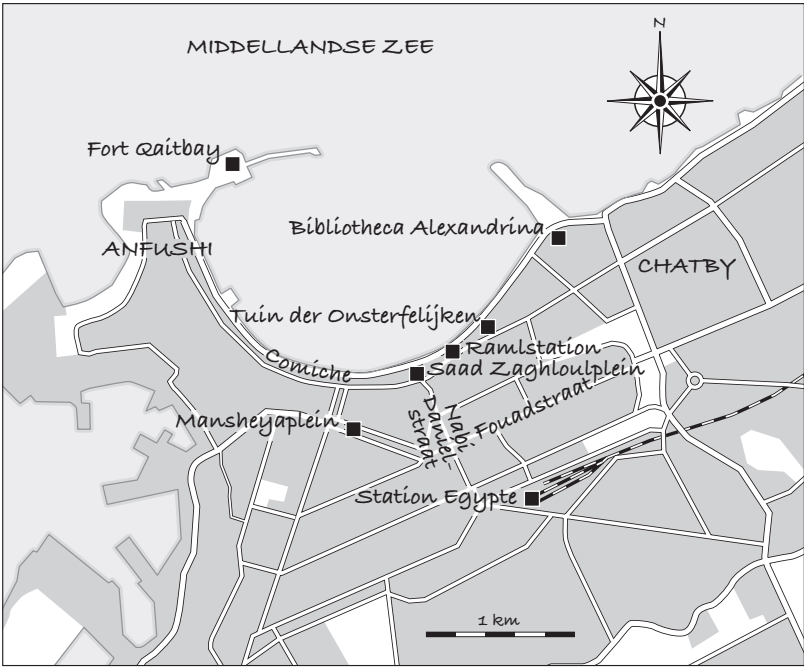 MIDDELLANDSE ZEE
N
Fort Qaitbay
Bibliotheca Alexandrina
ANFUSHI
CHATBY
Tuin der Onsterfelijken
Ramlstation
Saad Zaghloulplein
Corniche
Fouadstraat
Nabi
Daniel-
straat
Mansheyaplein
Station Egypte
1 km